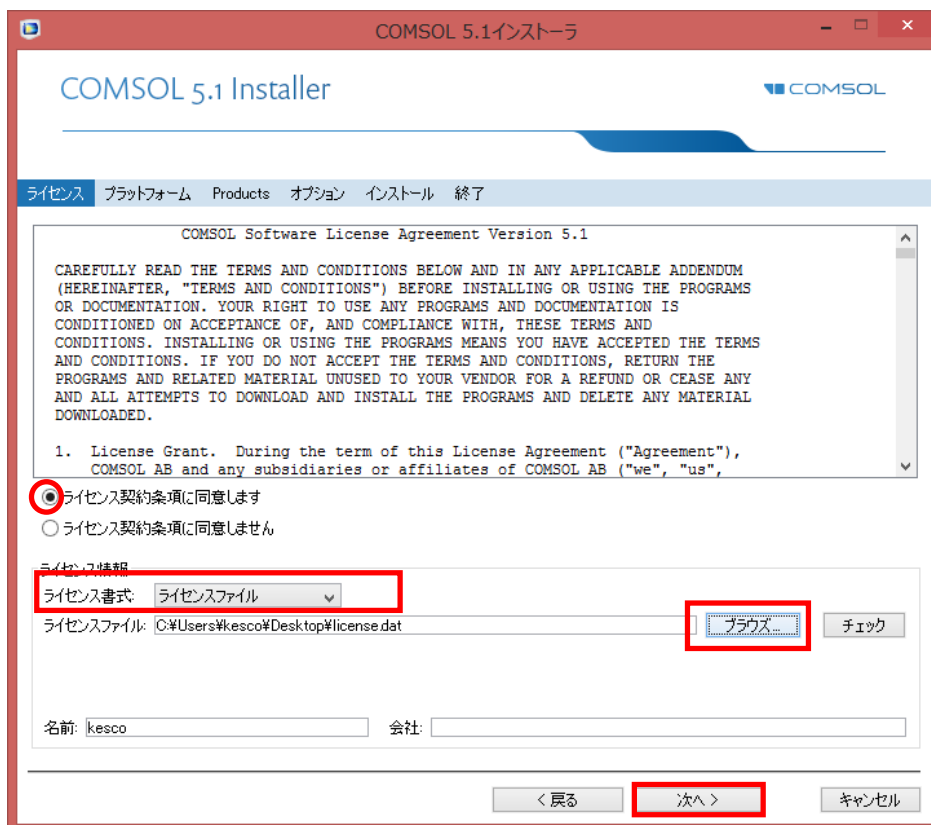 COMSOL 5.1インストーラ
COMSOL 5.1 Installer
COMSOL
ライセンス プラットフォーム Products オプション インストール 終了
COMSOL Software License Agreement Version 5.1
CAREFULLY READ THE TERMS AND CONDITIONS BELOW AND IN ANY APPLICABLE ADDENDUM
(HEREINAFTER, "TERMS AND CONDITIONS") BEFORE INSTALLING OR USING THE PROGRAMS
OR DOCUMENTATION. YOUR RIGHT TO USE ANY PROGRAMS AND DOCUMENTATION IS
CONDITIONED ON ACCEPTANCE OF, AND COMPLIANCE WITH, THESE TERMS AND
CONDITIONS. INSTALLING OR USING THE PROGRAMS MEANS YOU HAVE ACCEPTED THE TERMS
AND CONDITIONS. IF YOU DO NOT ACCEPT THE TERMS AND CONDITIONS, RETURN THE
PROGRAMS AND RELATED MATERIAL UNUSED TO YOUR VENDOR FOR A REFUND OR CEASE ANY
AND ALL ATTEMPTS TO DOWNLOAD AND INSTALL THE PROGRAMS AND DELETE ANY MATERIAL
DOWNLOADED.
1. License Grant. During the term of this License Agreement ("Agreement"),
COMSOL AB and any subsidiaries or affiliates of COMSOL AB ("we", "us",
ライセンス契約条項に同意します
ライセンス契約条項に同意しません
ライセンス情報
ライセンス書式: ライセンスファイル
ライセンスファイル: C:¥Users¥kesco¥Desktop¥license.dat ブラウズ... チェック
名前: kesco 会社:
< 戻る 次へ > キャンセル